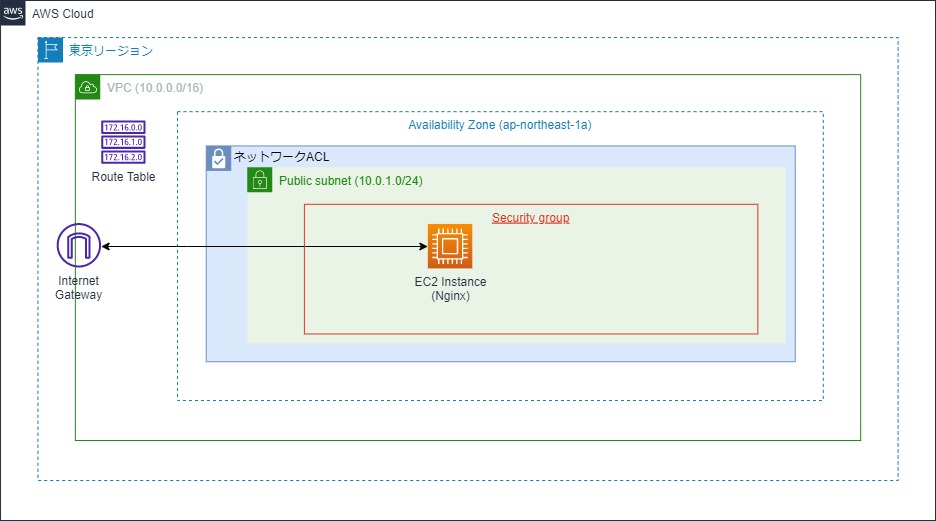 aws
AWS Cloud
東京リージョン
VPC (10.0.0.0/16)
Availability Zone (ap-northeast-1a)
172.16.0.0
172.16.1.0
172.16.2.0
Route Table
ネットワークACL
Public subnet (10.0.1.0/24)
Security group
Internet
Gateway
EC2 Instance
(Nginx)